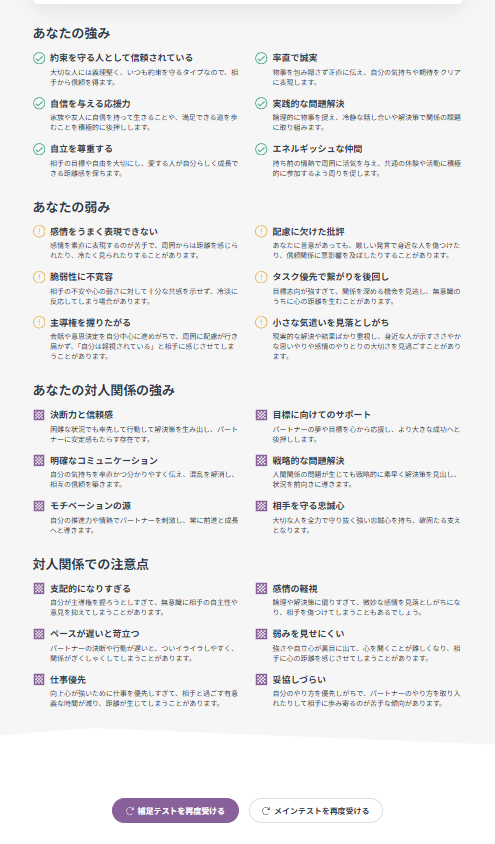 あなたの強み
約束を守る人として信頼されている
大切な人には義理堅く、いつも約束を守るタイプなので、相
手から信頼を得ます。
率直で誠実
物事を包み隠さず正直に伝え、自分の気持ちや期待をクリア
に表現します。
自信を与える応援力
家族や友人に自信を持って生きることや、満足できる道を歩
むことを積極的に後押しします。
実践的な問題解決
論理的に物事を捉え、冷静な話し合いや解決策で関係の課題
に取り組みます。
自立を尊重する
相手の目標や自由を大切にし、愛する人が自分らしく成長で
きる距離感を保ちます。
エネルギッシュな仲間
持ち前の情熱で周囲に活気を与え、共通の体験や活動に積極
的に参加するよう周りを促します。
あなたの弱み
感情をうまく表現できない
感情を素直に表現するのが苦手で、周囲からは距離を感じら
れたり、冷たく見られたりすることがあります。
配慮に欠けた批評
あなたに善意があっても、厳しい発言で身近な人を傷つけた
り、信頼関係に悪影響を及ぼしたりすることがあります。
脆弱性に不寛容
相手の不安や心の弱さに対して十分な共感を示せず、冷淡に
反応してしまう場合があります。
タスク優先で繋がりを後回し
目標志向が強すぎて、関係を深める機会を見逃し、無意識の
うちに心の距離を生むことがあります。
主導権を握りたがる
会話や意思決定を自分中心に進めがちで、周囲に配慮が行き
届かず、「自分は軽視されている」と相手に感じさせてしま
うことがあります。
小さな気遣いを見落としがち
現実的な解決や結果ばかり重視し、身近な人が示すささやか
な思いやりや感情のやりとりの大切さを見過ごすことがあり
ます。
あなたの対人関係の強み
決断力と信頼感
困難な状況でも率先して行動して解決策を生み出し、パート
ナーに安定感もたらす存在です。
目標に向けてのサポート
パートナーの夢や目標を心から応援し、より大きな成功へと
後押しします。
明確なコミュニケーション
自分の気持ちを率直かつ分かりやすく伝え、混乱を解消し、
相互の信頼を築きます。
戦略的な問題解決
人間関係の問題が生じても戦略的に素早く解決策を見出し、
状況を前向きに導きます。
モチベーションの源
自分の推進力や情熱でパートナーを刺激し、常に前進と成長
へと導きます。
相手を守る忠誠心
大切な人を全力で守り抜く強い忠誠心を持ち、確固たる支え
となります。
対人関係での注意点
支配的になりすぎる
自分が主導権を握ろうとしすぎて、無意識に相手の自主性や
意見を抑えてしまうことがあります。
感情の軽視
論理や解決策に偏りすぎて、微妙な感情を見落としがちにな
り、相手を傷つけてしまうこともあるでしょう。
ペースが遅いと苛立つ
パートナーの決断や行動が遅いと、ついイライラしやすく、
関係がぎくしゃくしてしまうことがあります。
弱みを見せにくい
強さや自立心が裏目に出て、心を開くことが難しくなり、相
手に心の距離を感じさせてしまうことがあります。
仕事優先
向上心が強いために仕事を優先しすぎて、相手と過ごす有意
義な時間が減り、距離が生じてしまうことがあります。
妥協しづらい
自分のやり方を優先しがちで、パートナーのやり方を取り入
れたりして相手に歩み寄るのが苦手な傾向があります。
補足テストを再度受ける
メインテストを再度受ける